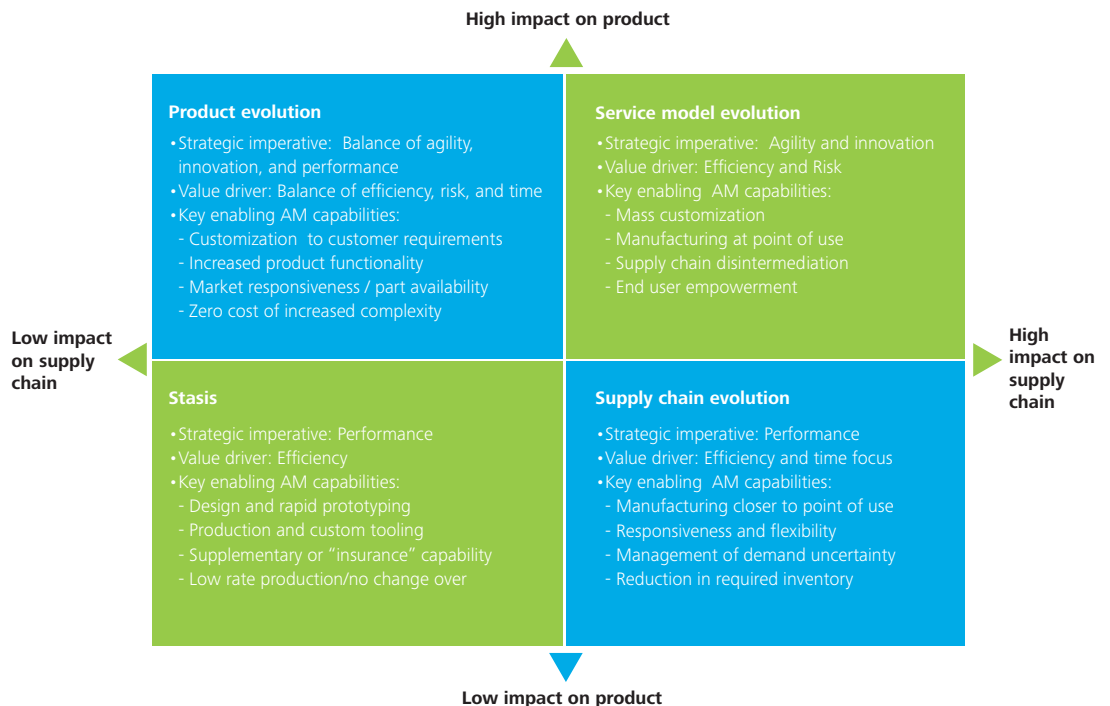 High impact on product
Product evolution
•Strategic imperative: Balance of agility,
innovation, and performance
•Value driver: Balance of efficiency, risk, and time
•Key enabling AM capabilities:
- Customization to customer requirements
- Increased product functionality
- Market responsiveness / part availability
- Zero cost of increased complexity
Service model evolution
•Strategic imperative: Agility and innovation
•Value driver: Efficiency and Risk
•Key enabling AM capabilities:
- Mass customization
- Manufacturing at point of use
- Supply chain disintermediation
- End user empowerment
Low impact
on supply
chain
High
impact on
supply
chain
Stasis
•Strategic imperative: Performance
•Value driver: Efficiency
•Key enabling AM capabilities:
- Design and rapid prototyping
- Production and custom tooling
- Supplementary or “insurance” capability
- Low rate production/no change over
Supply chain evolution
•Strategic imperative: Performance
•Value driver: Efficiency and time focus
•Key enabling AM capabilities:
- Manufacturing closer to point of use
- Responsiveness and flexibility
- Management of demand uncertainty
- Reduction in required inventory
Low impact on product